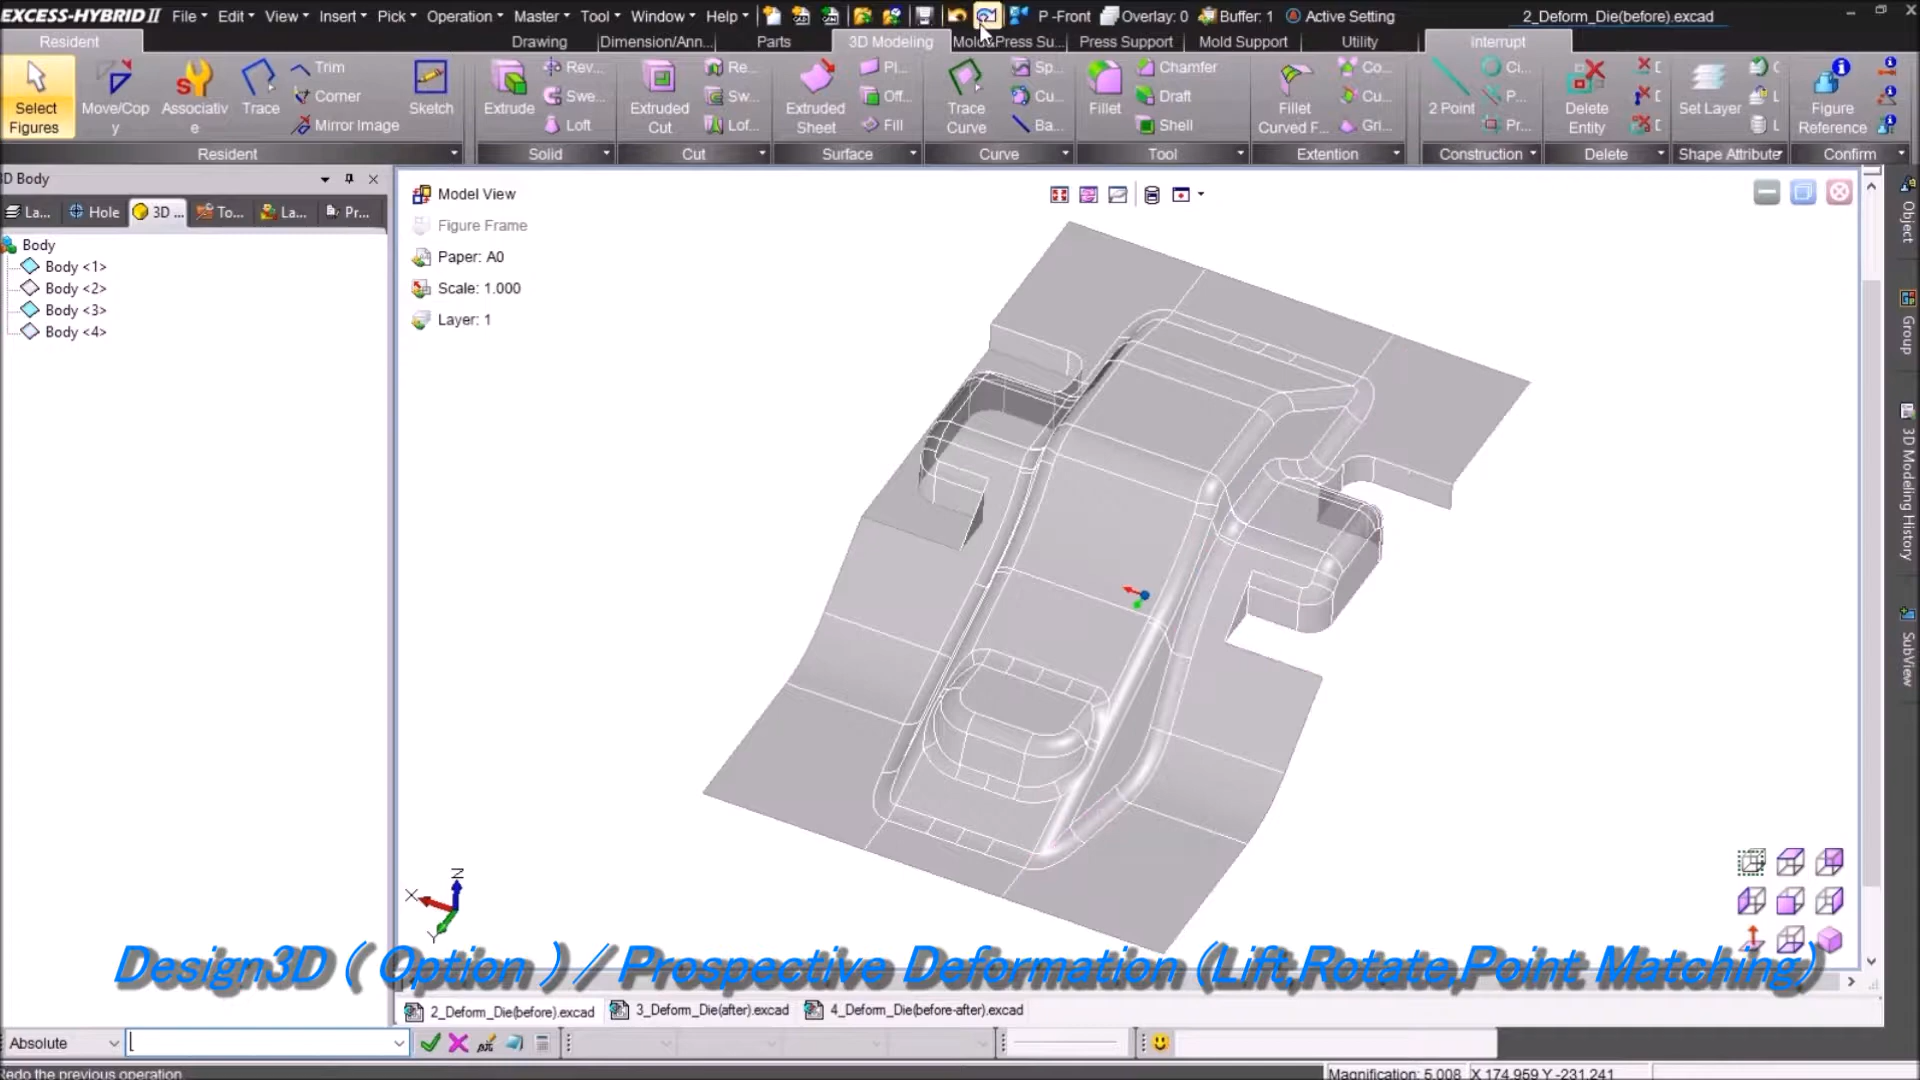 EXCESS-HYBRID II File Edit View Insert Pick Operation Master Tool Window Help P -Front Overlay: 0 Buffer: 1 Active Setting 2_Deform_Die(before).excad
Resident Drawing Dimension/Ann... Parts 3D Modeling Mold&Press Su... Press Support Mold Support Utility Interrupt
Select Figures
Move/Copy
Associative
Trace
Trim
Corner
Mirror Image
Sketch
Resident
Extrude
Rev...
Swe...
Loft
Solid
Extruded Cut
Re...
Sw...
Lof...
Cut
Extruded Sheet
Pl...
Off...
Fill
Surface
Trace Curve
Sp...
Cu...
Ba...
Curve
Fillet
Chamfer
Draft
Shell
Tool
Fillet Curved F...
Co...
Cu...
Gri...
Extention
2 Point
Ci...
P...
Pr...
Construction
Delete Entity
Delete
Set Layer
Shape Attribute
Figure Reference
Confirm
3D Body
La... Hole 3D ... To... La... Pr...
Body
Body <1>
Body <2>
Body <3>
Body <4>
Model View
Figure Frame
Paper: A0
Scale: 1.000
Layer: 1
Object
Group
3D Modeling History
SubView
X
Y
Z
Design3D ( Option ) / Prospective Deformation (Lift,Rotate,Point Matching)
2_Deform_Die(before).excad 3_Deform_Die(after).excad 4_Deform_Die(before-after).excad
Absolute
Redo the previous operation Magnification: 5.008 X 174.959 Y -231.241